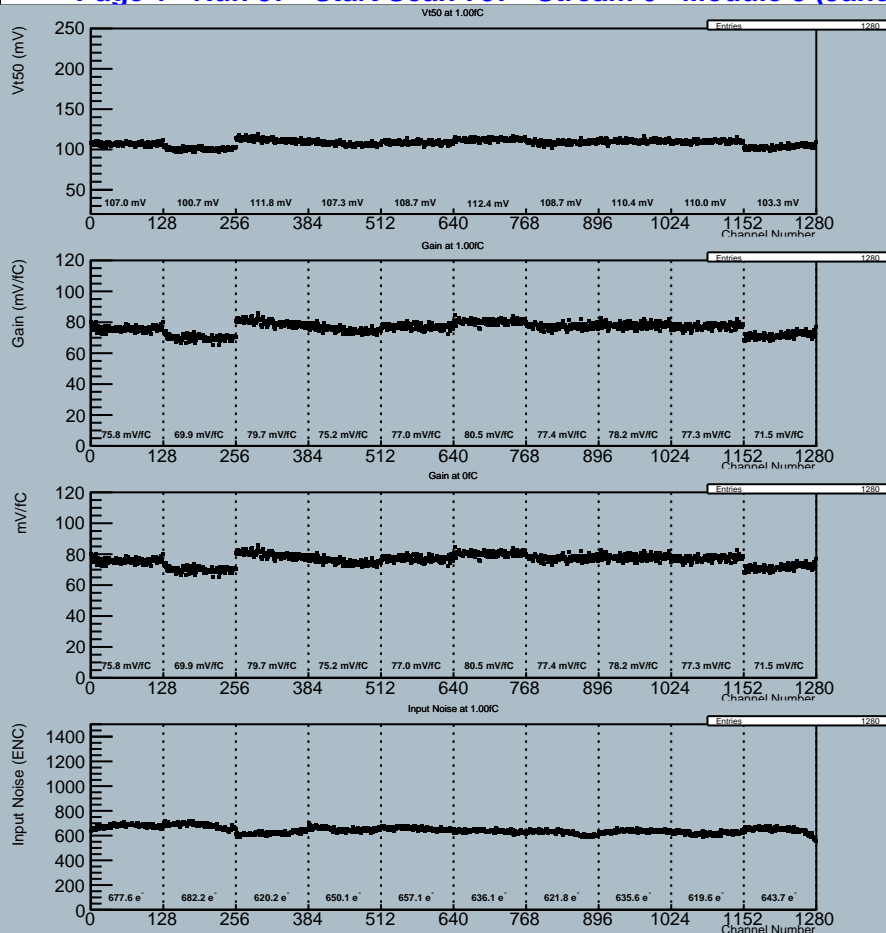 Vt50 at 1.00fC
Entries 1280
Vt50 (mV)
250
200
150
100
50
107.0 mV 100.7 mV 111.8 mV 107.3 mV 108.7 mV 112.4 mV 108.7 mV 110.4 mV 110.0 mV 103.3 mV
0 128 256 384 512 640 768 896 1024 1152 1280
Channel Number
Gain at 1.00fC
Entries 1280
Gain (mV/fC)
120
100
80
60
40
20
0
75.8 mV/fC 69.9 mV/fC 79.7 mV/fC 75.2 mV/fC 77.0 mV/fC 80.5 mV/fC 77.4 mV/fC 78.2 mV/fC 77.3 mV/fC 71.5 mV/fC
0 128 256 384 512 640 768 896 1024 1152 1280
Channel Number
Gain at 0fC
Entries 1280
mV/fC
120
100
80
60
40
20
0
75.8 mV/fC 69.9 mV/fC 79.7 mV/fC 75.2 mV/fC 77.0 mV/fC 80.5 mV/fC 77.4 mV/fC 78.2 mV/fC 77.3 mV/fC 71.5 mV/fC
0 128 256 384 512 640 768 896 1024 1152 1280
Channel Number
Input Noise at 1.00fC
Entries 1280
Input Noise (ENC)
1400
1200
1000
800
600
400
200
0
677.6 e⁻ 682.2 e⁻ 620.2 e⁻ 650.1 e⁻ 657.1 e⁻ 636.1 e⁻ 621.8 e⁻ 635.6 e⁻ 619.6 e⁻ 643.7 e⁻
0 128 256 384 512 640 768 896 1024 1152 1280
Channel Number